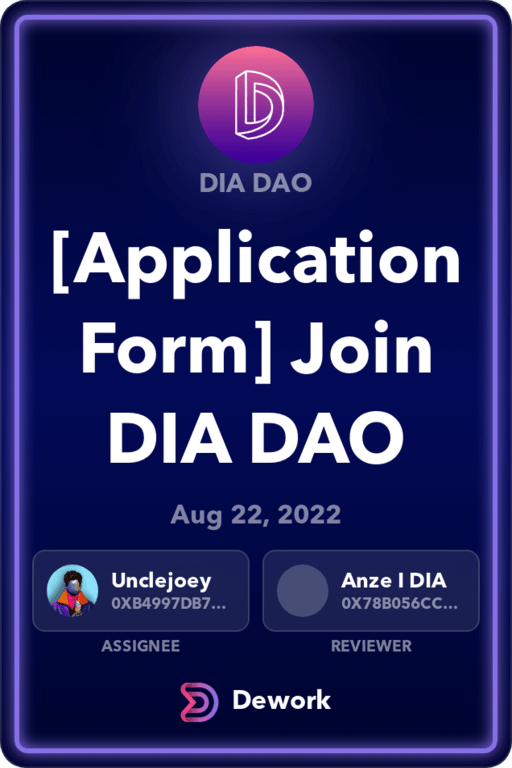 DIA DAO
[Application
Form] Join
DIA DAO
Aug 22, 2022
Unclejoey
0XB4997DB7...
ASSIGNEE
Anze I DIA
0X78B056CC...
REVIEWER
Dework